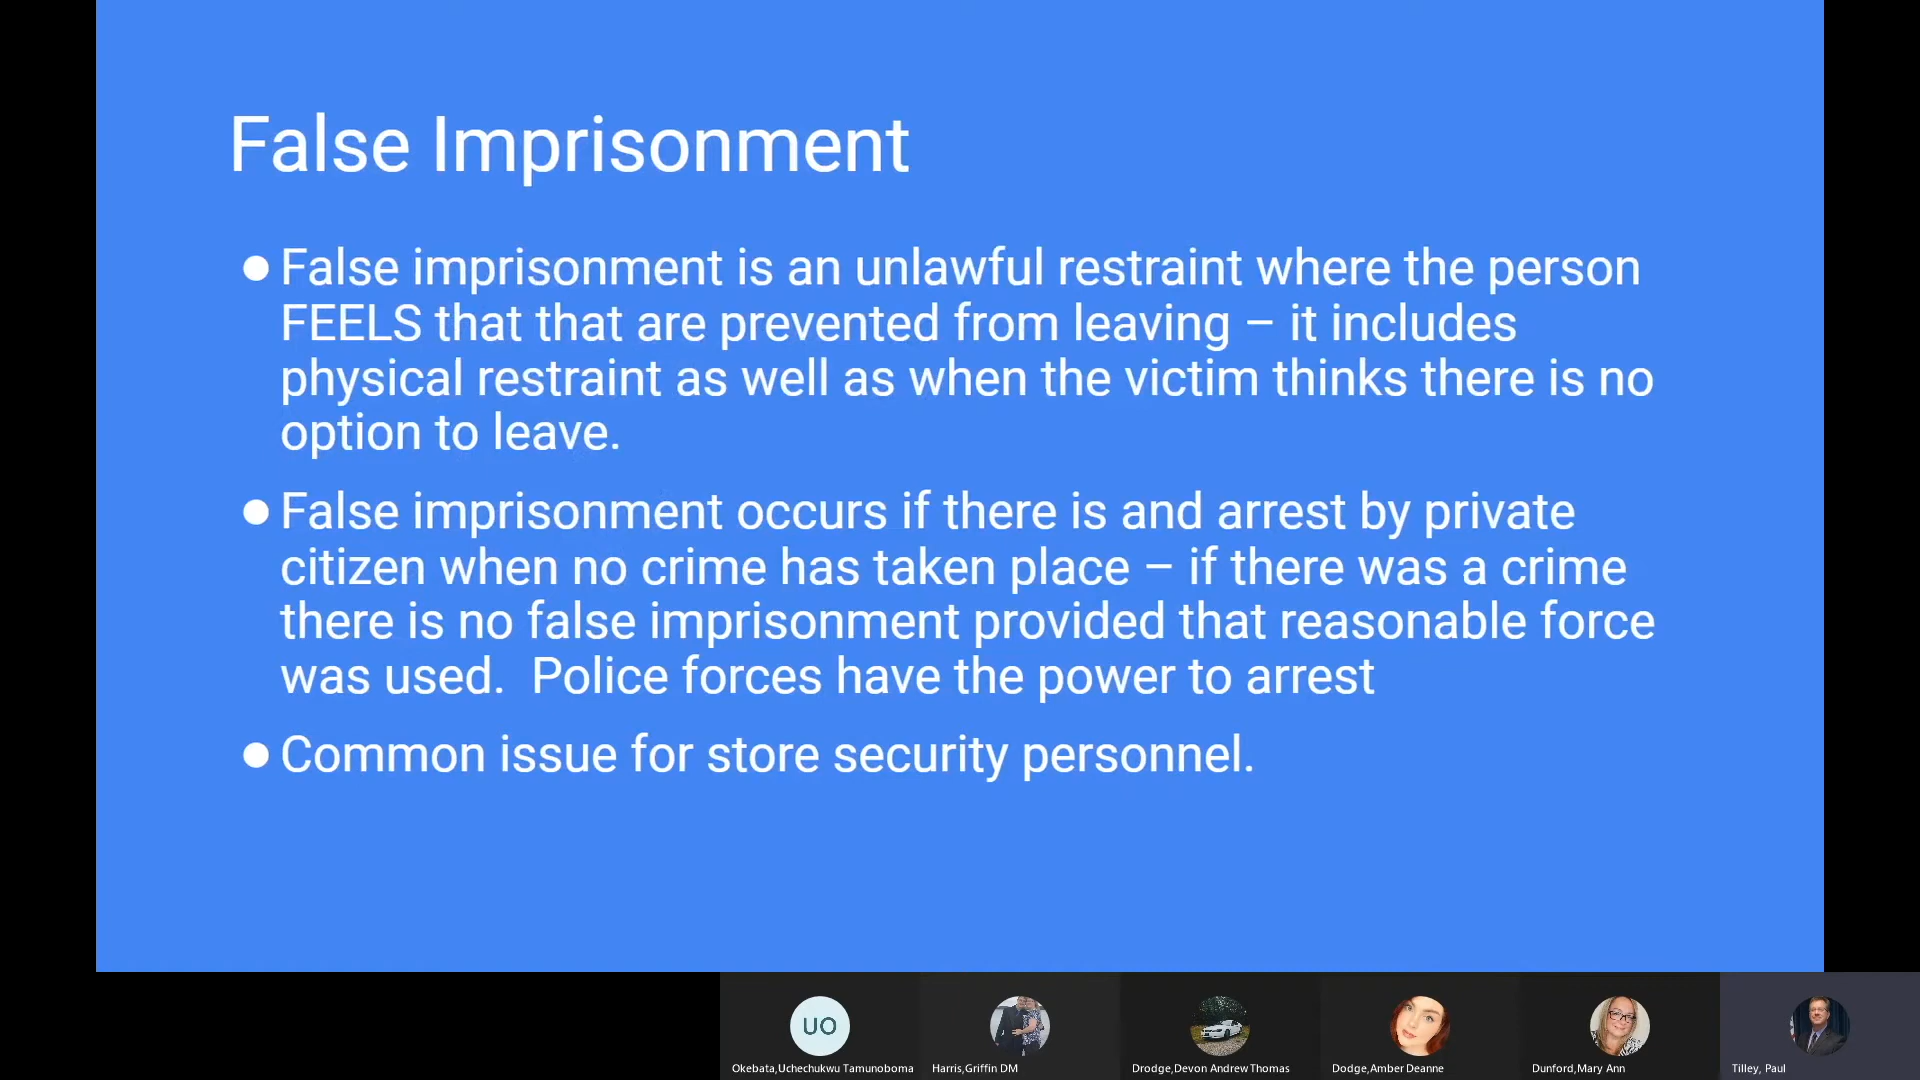 False Imprisonment
● False imprisonment is an unlawful restraint where the person
FEELS that that are prevented from leaving – it includes
physical restraint as well as when the victim thinks there is no
option to leave.
● False imprisonment occurs if there is and arrest by private
citizen when no crime has taken place – if there was a crime
there is no false imprisonment provided that reasonable force
was used.  Police forces have the power to arrest
● Common issue for store security personnel.
UO
Okebata,Uchechukwu Tamunoboma
Harris,Griffin DM
Drodge,Devon Andrew Thomas
Dodge,Amber Deanne
Dunford,Mary Ann
Tilley, Paul